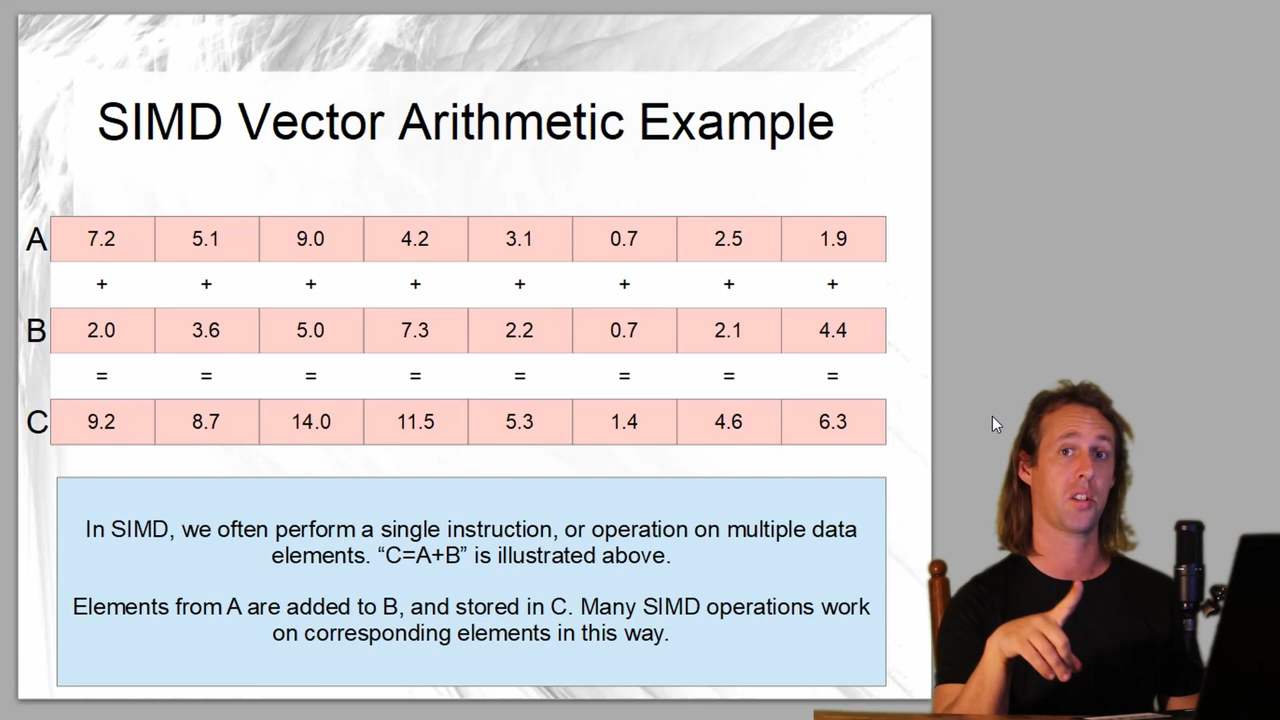 SIMD Vector Arithmetic Example
A 7.2 5.1 9.0 4.2 3.1 0.7 2.5 1.9
+ + + + + + + +
B 2.0 3.6 5.0 7.3 2.2 0.7 2.1 4.4
= = = = = = = =
C 9.2 8.7 14.0 11.5 5.3 1.4 4.6 6.3
In SIMD, we often perform a single instruction, or operation on multiple data
elements. “C=A+B” is illustrated above.
Elements from A are added to B, and stored in C. Many SIMD operations work
on corresponding elements in this way.